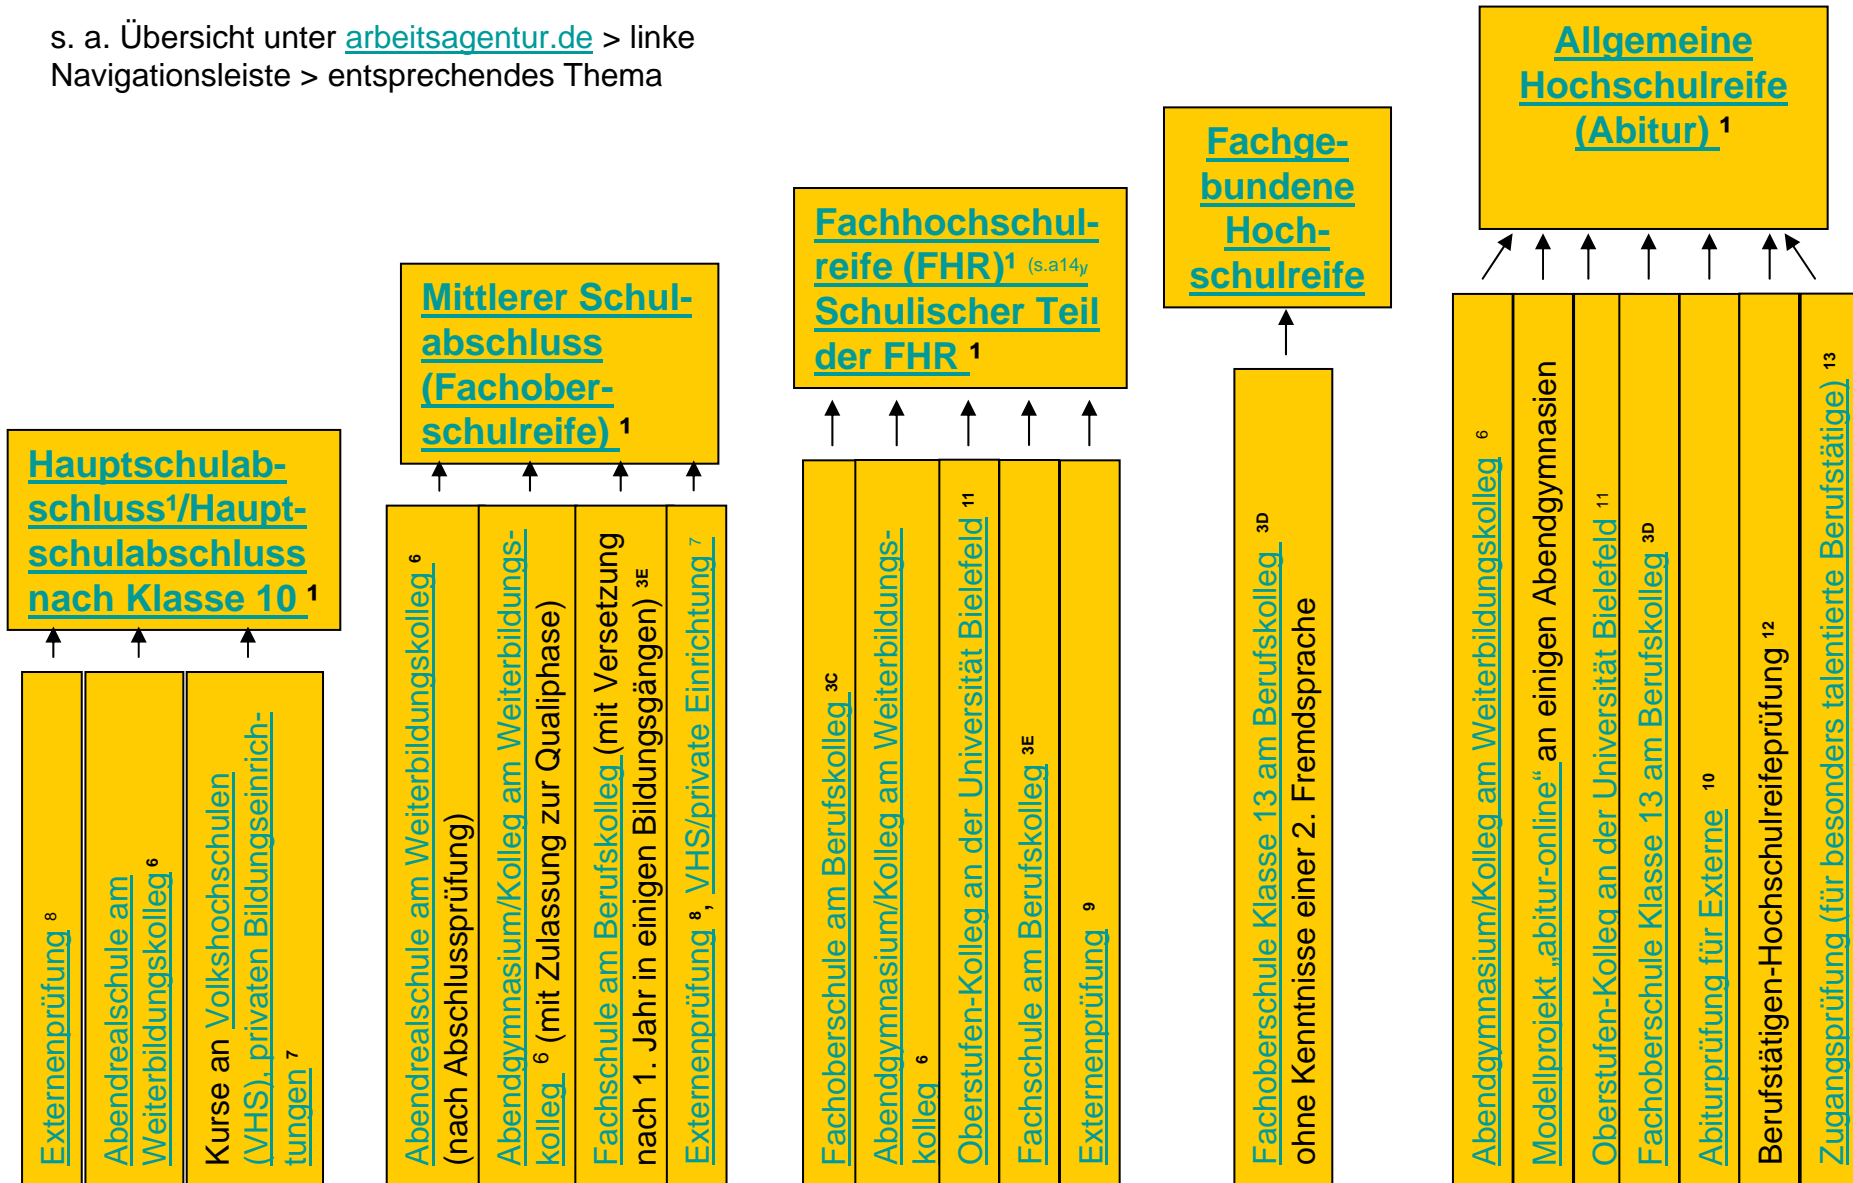 s. a. Übersicht unter arbeitsagentur.de > linke
Navigationsleiste > entsprechendes Thema
Hauptschulab-
schluss¹/Haupt-
schulabschluss
nach Klasse 10 ¹
Externenprüfung ⁸
Abendrealschule am
Weiterbildungskolleg ⁶
Kurse an Volkshochschulen
(VHS), privaten Bildungseinrich-
tungen ⁷
Mittlerer Schul-
abschluss
(Fachober-
schulreife) ¹
Abendrealschule am Weiterbildungskolleg ⁶
(nach Abschlussprüfung)
Abendgymnasium/Kolleg am Weiterbildungs-
kolleg ⁶ (mit Zulassung zur Qualiphase)
Fachschule am Berufskolleg (mit Versetzung
nach 1. Jahr in einigen Bildungsgängen) 3E
Externenprüfung ⁸, VHS/private Einrichtung ⁷
Fachhochschul-
reife (FHR)¹ (s.a14)/
Schulischer Teil
der FHR ¹
Fachoberschule am Berufskolleg 3C
Abendgymnasium/Kolleg am Weiterbildungs-
kolleg ⁶
Oberstufen-Kolleg an der Universität Bielefeld 11
Fachschule am Berufskolleg 3E
Externenprüfung ⁹
Fachge-
bundene
Hoch-
schulreife
Fachoberschule Klasse 13 am Berufskolleg 3D
ohne Kenntnisse einer 2. Fremdsprache
Allgemeine
Hochschulreife
(Abitur) ¹
Abendgymnasium/Kolleg am Weiterbildungskolleg ⁶
Modellprojekt „abitur-online“ an einigen Abendgymnasien
Oberstufen-Kolleg an der Universität Bielefeld 11
Fachoberschule Klasse 13 am Berufskolleg 3D
Abiturprüfung für Externe 10
Berufstätigen-Hochschulreifeprüfung 12
Zugangsprüfung (für besonders talentierte Berufstätige) 13